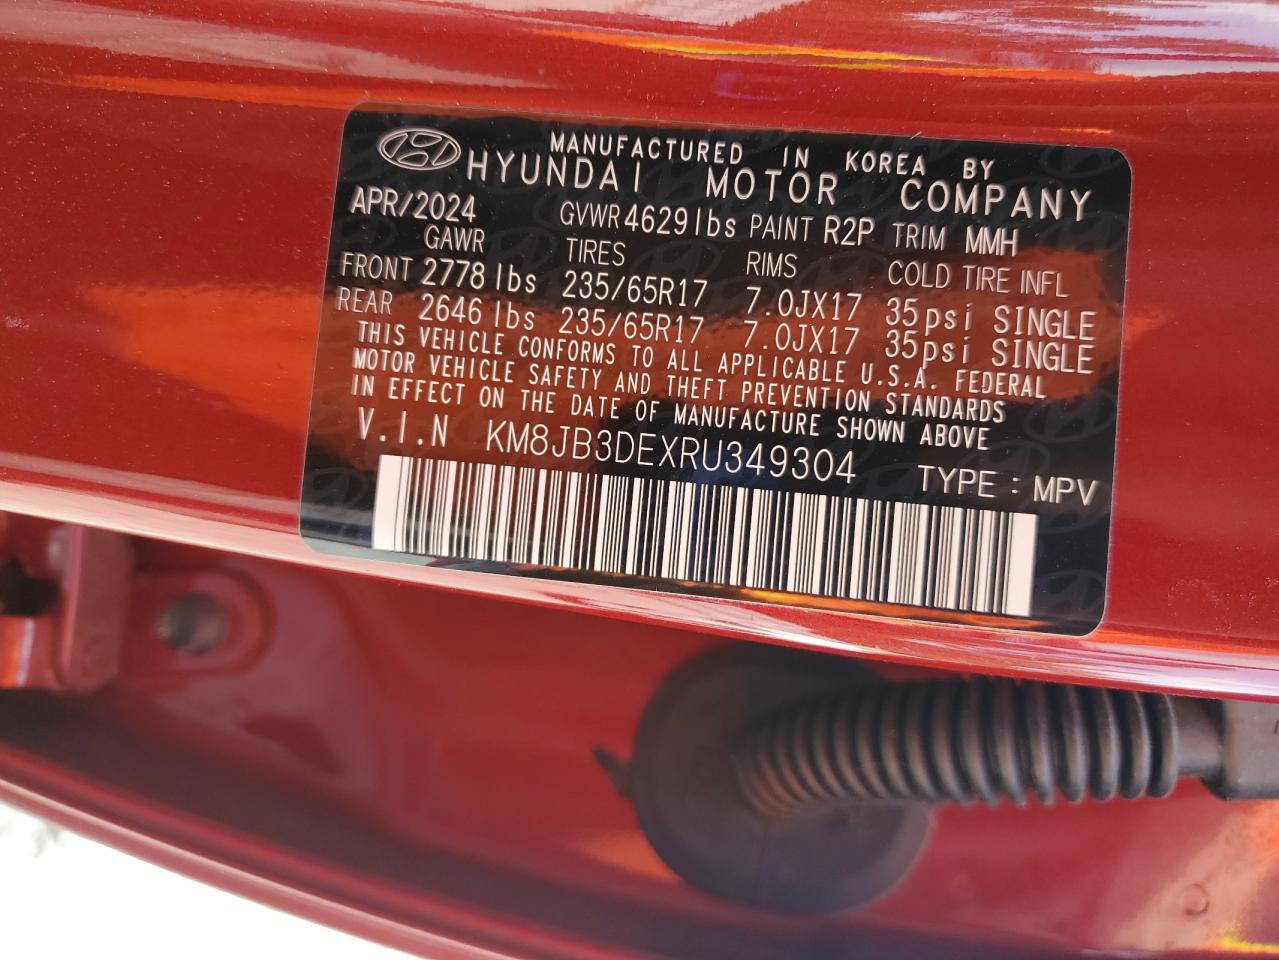 MANUFACTURED IN KOREA BY
HYUNDAI MOTOR COMPANY
APR/2024 GVWR 4629 lbs PAINT R2P TRIM MMH
GAWR TIRES RIMS COLD TIRE INFL
FRONT 2778 lbs 235/65R17 7.0JX17 35psi SINGLE
REAR 2646 lbs 235/65R17 7.0JX17 35psi SINGLE
THIS VEHICLE CONFORMS TO ALL APPLICABLE U.S.A. FEDERAL
MOTOR VEHICLE SAFETY AND THEFT PREVENTION STANDARDS
IN EFFECT ON THE DATE OF MANUFACTURE SHOWN ABOVE
V.I.N KM8JB3DEXRU349304 TYPE : MPV